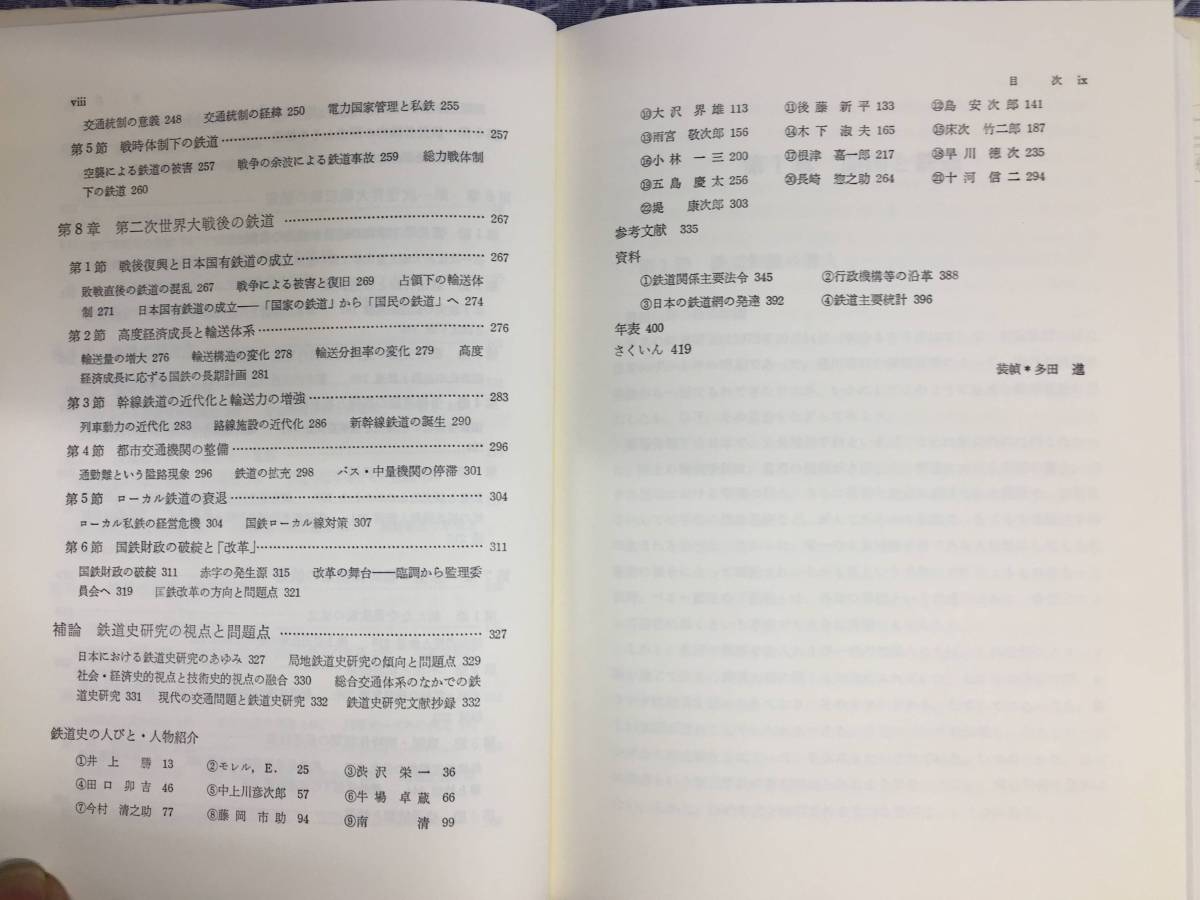 viii
交通統制の意義 248　交通統制の経緯 250　電力国家管理と私鉄 255
第5節　戦時体制下の鉄道 …… 257
空襲による鉄道の被害 257　戦争の余波による鉄道事故 259　総力戦体制
下の鉄道 260
第8章　第二次世界大戦後の鉄道 …… 267
第1節　戦後復興と日本国有鉄道の成立 …… 267
敗戦直後の鉄道の混乱 267　戦争による被害と復旧 269　占領下の輸送体
制 271　日本国有鉄道の成立――「国家の鉄道」から「国民の鉄道」へ 274
第2節　高度経済成長と輸送体系 …… 276
輸送量の増大 276　輸送構造の変化 278　輸送分担率の変化 279　高度
経済成長に応ずる国鉄の長期計画 281
第3節　幹線鉄道の近代化と輸送力の増強 …… 283
列車動力の近代化 283　路線施設の近代化 286　新幹線鉄道の誕生 290
第4節　都市交通機関の整備 …… 296
通勤難という隘路現象 296　鉄道の拡充 298　バス・中量機関の停滞 301
第5節　ローカル鉄道の衰退 …… 304
ローカル私鉄の経営危機 304　国鉄ローカル線対策 307
第6節　国鉄財政の破綻と「改革」 …… 311
国鉄財政の破綻 311　赤字の発生源 315　改革の舞台――臨調から監理委
員会へ 319　国鉄改革の方向と問題点 321
補論　鉄道史研究の視点と問題点 …… 327
日本における鉄道史研究のあゆみ 327　局地鉄道史研究の傾向と問題点 329
社会・経済史的視点と技術史的視点の融合 330　総合交通体系のなかでの鉄
道史研究 331　現代の交通問題と鉄道史研究 332　鉄道史研究文献抄録 332
鉄道史の人びと・人物紹介
①井上　勝 13　②モレル，E. 25　③渋沢栄一 36
④田口卯吉 46　⑤中上川彦次郎 57　⑥牛場卓蔵 66
⑦今村清之助 77　⑧藤岡市助 94　⑨南　清 99
目　次 ix
⑩大沢界雄 113　⑪後藤新平 133　⑫島安次郎 141
⑬雨宮敬次郎 156　⑭木下淑夫 165　⑮床次竹二郎 187
⑯小林一三 200　⑰根津嘉一郎 217　⑱早川徳次 235
⑲五島慶太 256　⑳長崎惣之助 264　㉑十河信二 294
㉒堤　康次郎 303
参考文献 335
資料
①鉄道関係主要法令 345　②行政機構等の沿革 388
③日本の鉄道網の発達 392　④鉄道主要統計 396
年表 400
さくいん 419
装幀＊多田　進